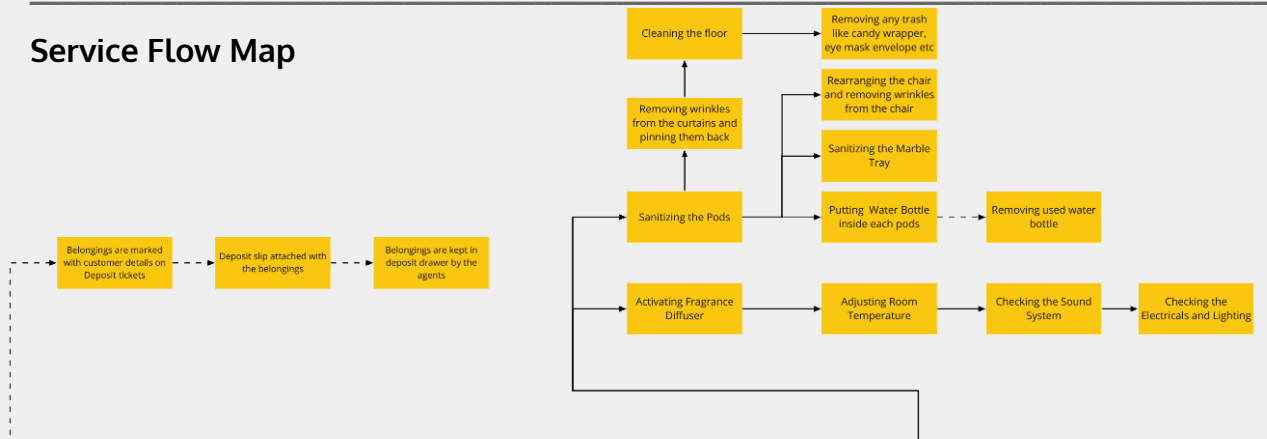 Service Flow Map
Cleaning the floor
Removing any trash
like candy wrapper,
eye mask envelope etc
Removing wrinkles
from the curtains and
pinning them back
Rearranging the chair
and removing wrinkles
from the chair
Sanitizing the Marble
Tray
Sanitizing the Pods
Putting Water Bottle
inside each pods
Removing used water
bottle
Belongings are marked
with customer details on
Deposit tickets
Deposit slip attached with
the belongings
Belongings are kept in
deposit drawer by the
agents
Activating Fragrance
Diffuser
Adjusting Room
Temperature
Checking the Sound
System
Checking the
Electricals and Lighting